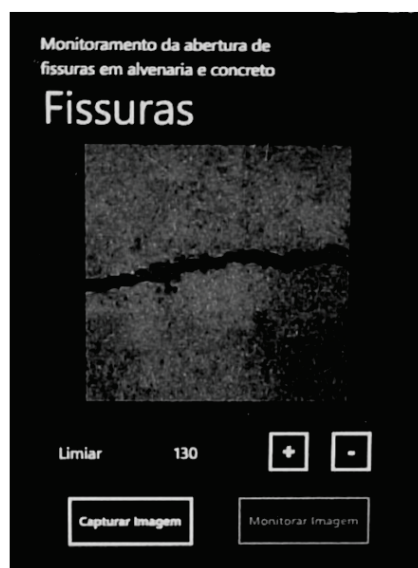 Monitoramento da abertura de
fissuras em alvenaria e concreto
Fissuras
Limiar 130 + -
Capturar Imagem Monitorar Imagem